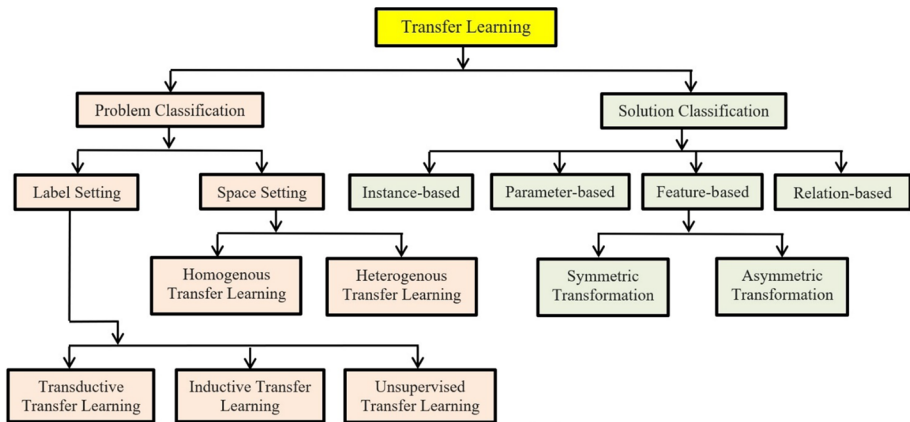 Transfer Learning
Problem Classification
Solution Classification
Label Setting
Space Setting
Instance-based
Parameter-based
Feature-based
Relation-based
Homogenous
Transfer Learning
Heterogenous
Transfer Learning
Symmetric
Transformation
Asymmetric
Transformation
Transductive
Transfer Learning
Inductive Transfer
Learning
Unsupervised
Transfer Learning